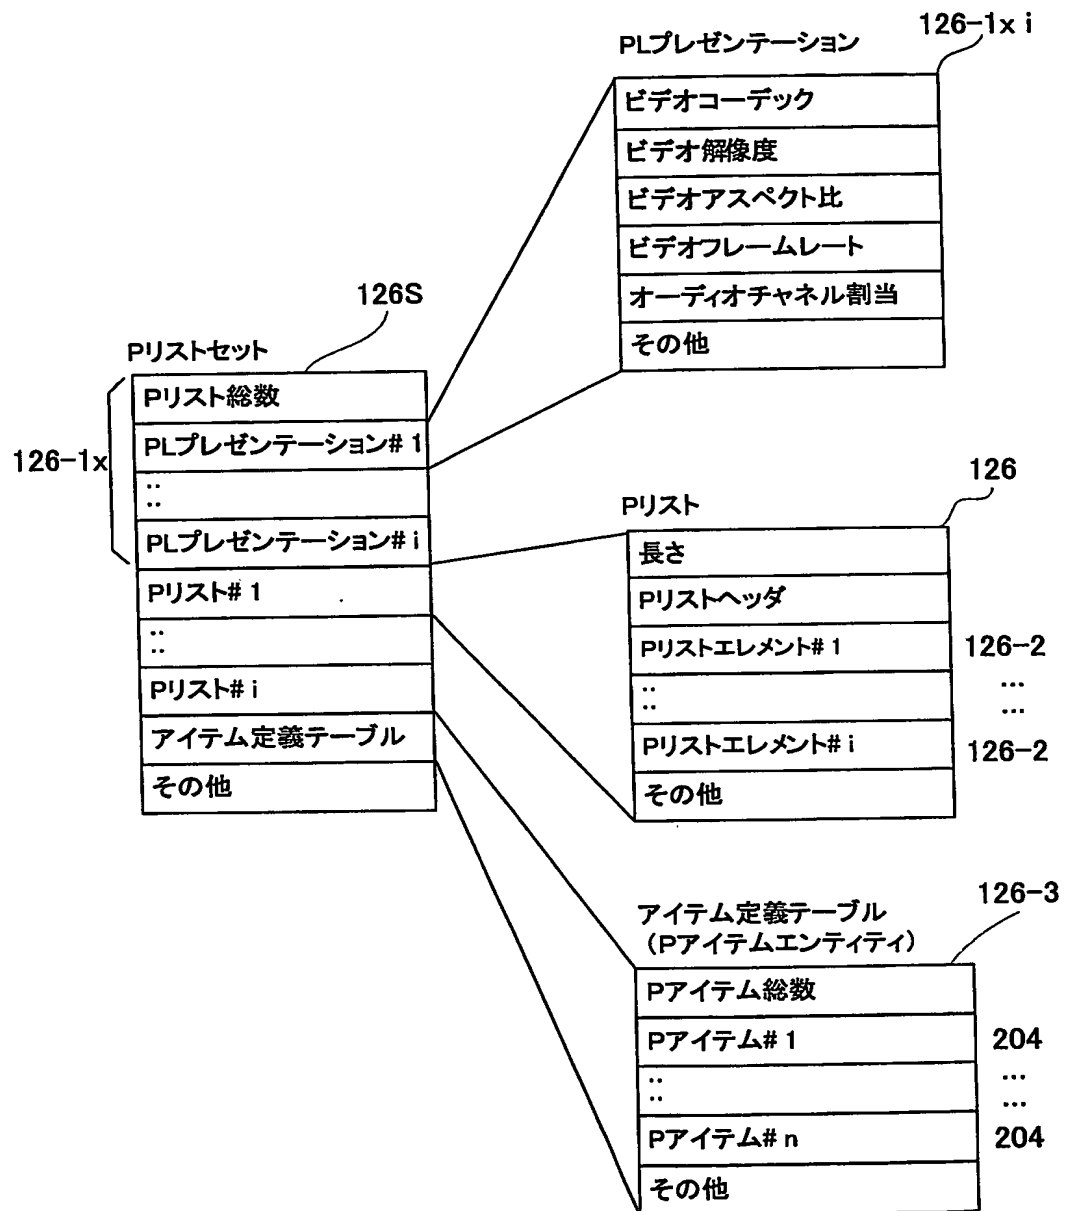 126-1x i
PLプレゼンテーション
ビデオコーデック
ビデオ解像度
ビデオアスペクト比
ビデオフレームレート
オーディオチャネル割当
その他
126S
Pリストセット
126-1x
Pリスト総数
PLプレゼンテーション#1
::
PLプレゼンテーション#i
Pリスト#1
::
Pリスト#i
アイテム定義テーブル
その他
126
Pリスト
長さ
Pリストヘッダ
Pリストエレメント#1 126-2
:: ...
...
Pリストエレメント#i 126-2
その他
126-3
アイテム定義テーブル
(Pアイテムエンティティ)
Pアイテム総数
Pアイテム#1 204
:: ...
...
Pアイテム#n 204
その他